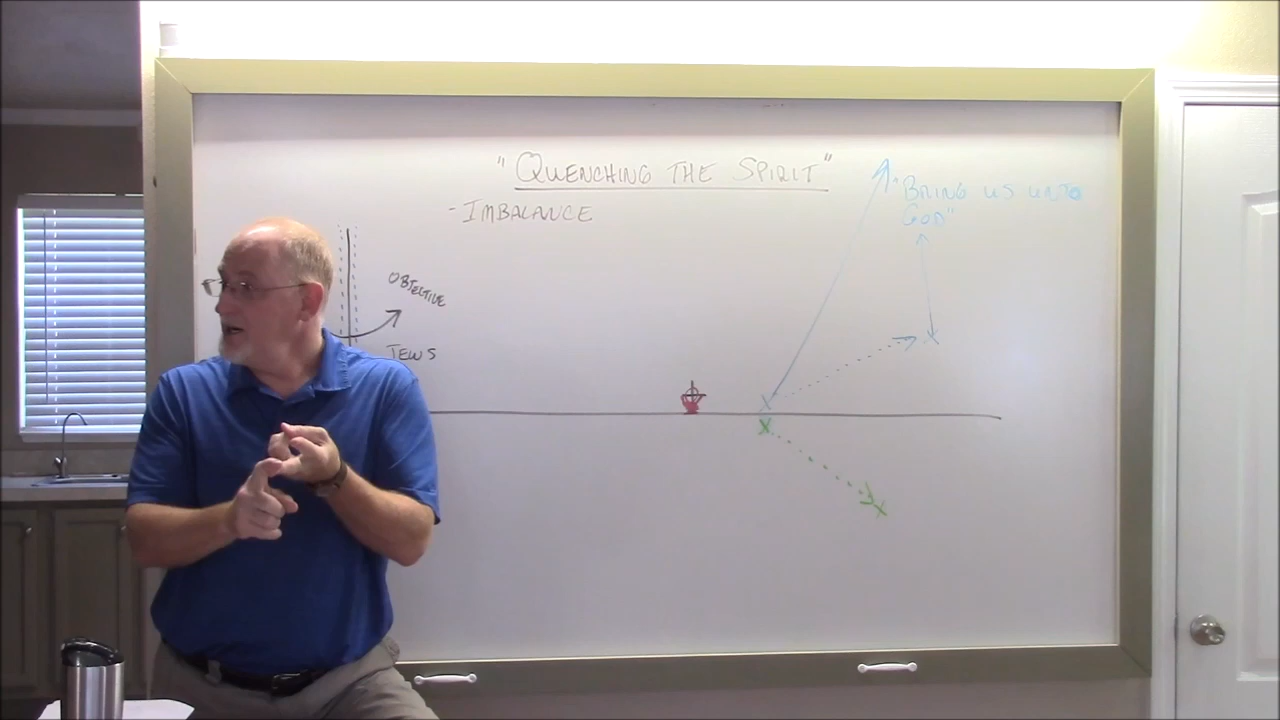 "QUENCHING THE SPIRIT"
- IMBALANCE
"BRING US UNTO
GOD"
OBJECTIVE
JEWS